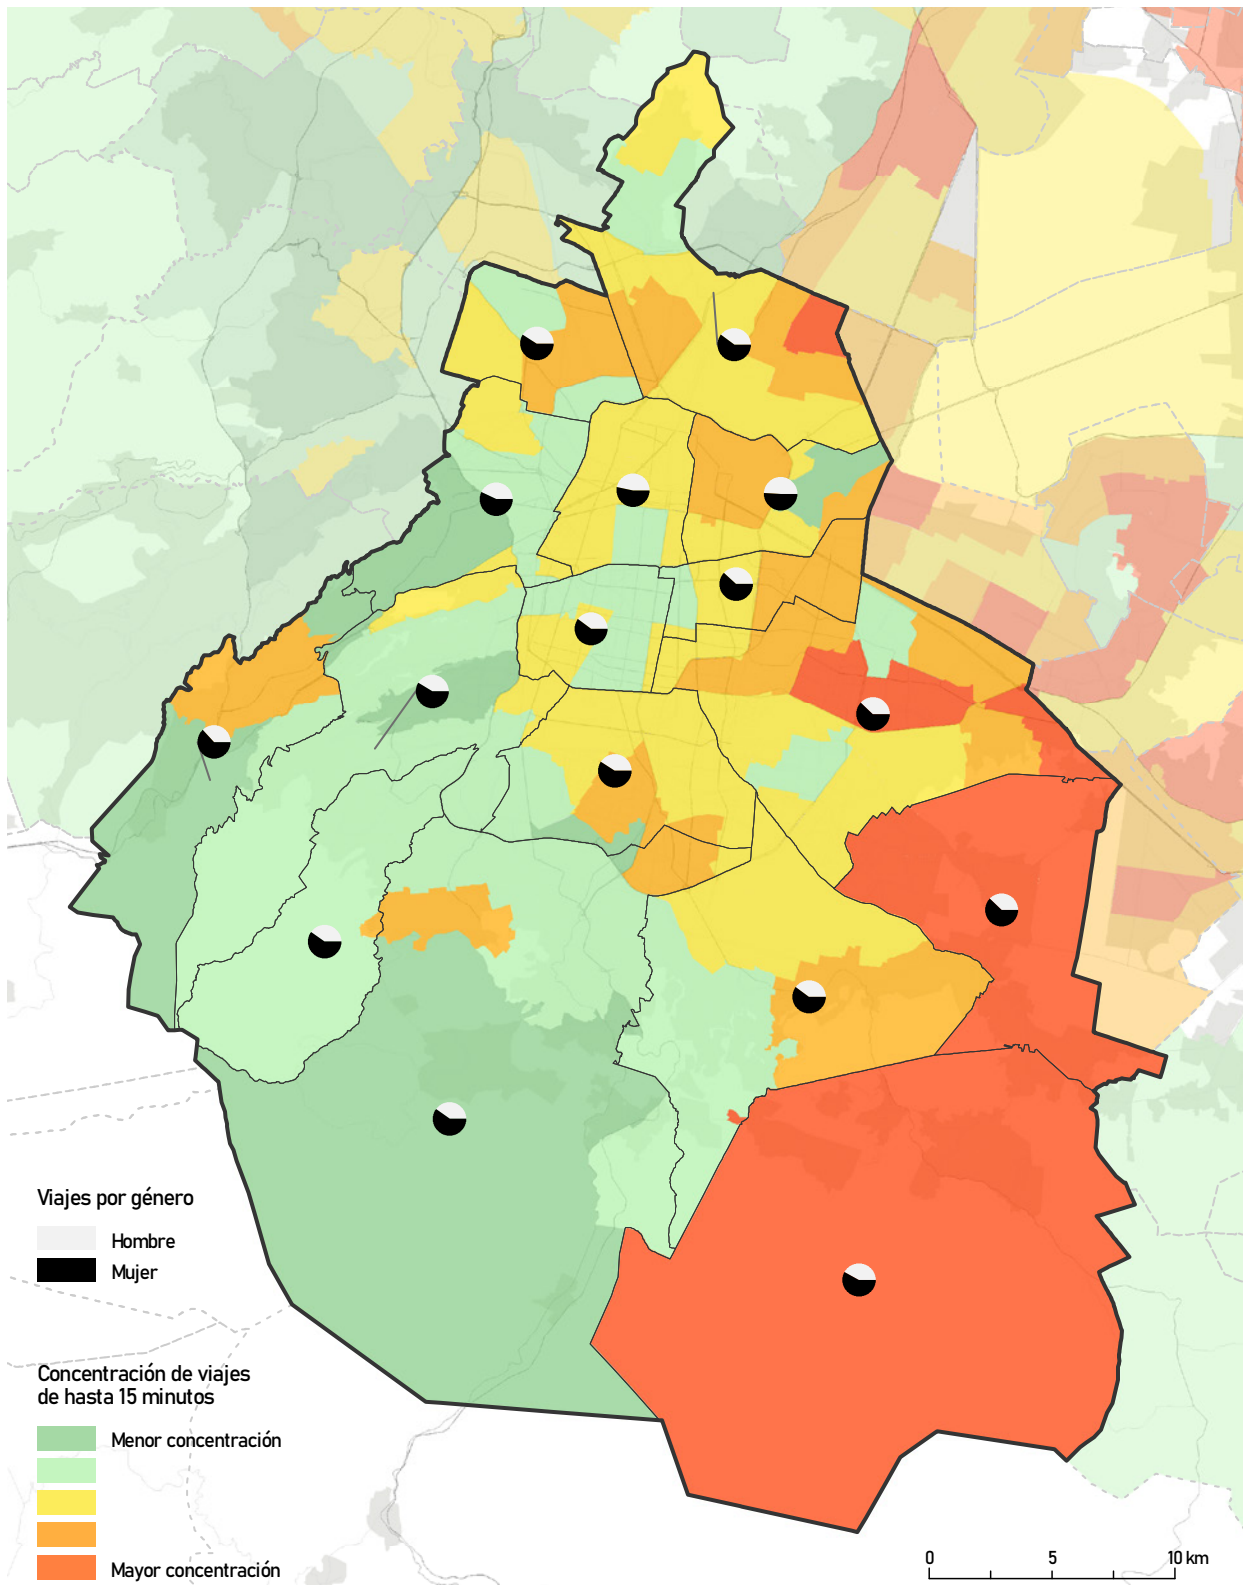 Viajes por género
Hombre
Mujer
Concentración de viajes
de hasta 15 minutos
Menor concentración
Mayor concentración
0 5 10 km